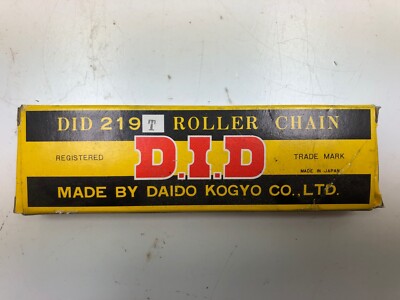 DID 219 T ROLLER CHAIN
REGISTERED D.I.D TRADE MARK
MADE IN JAPAN
MADE BY DAIDO KOGYO CO., LTD.